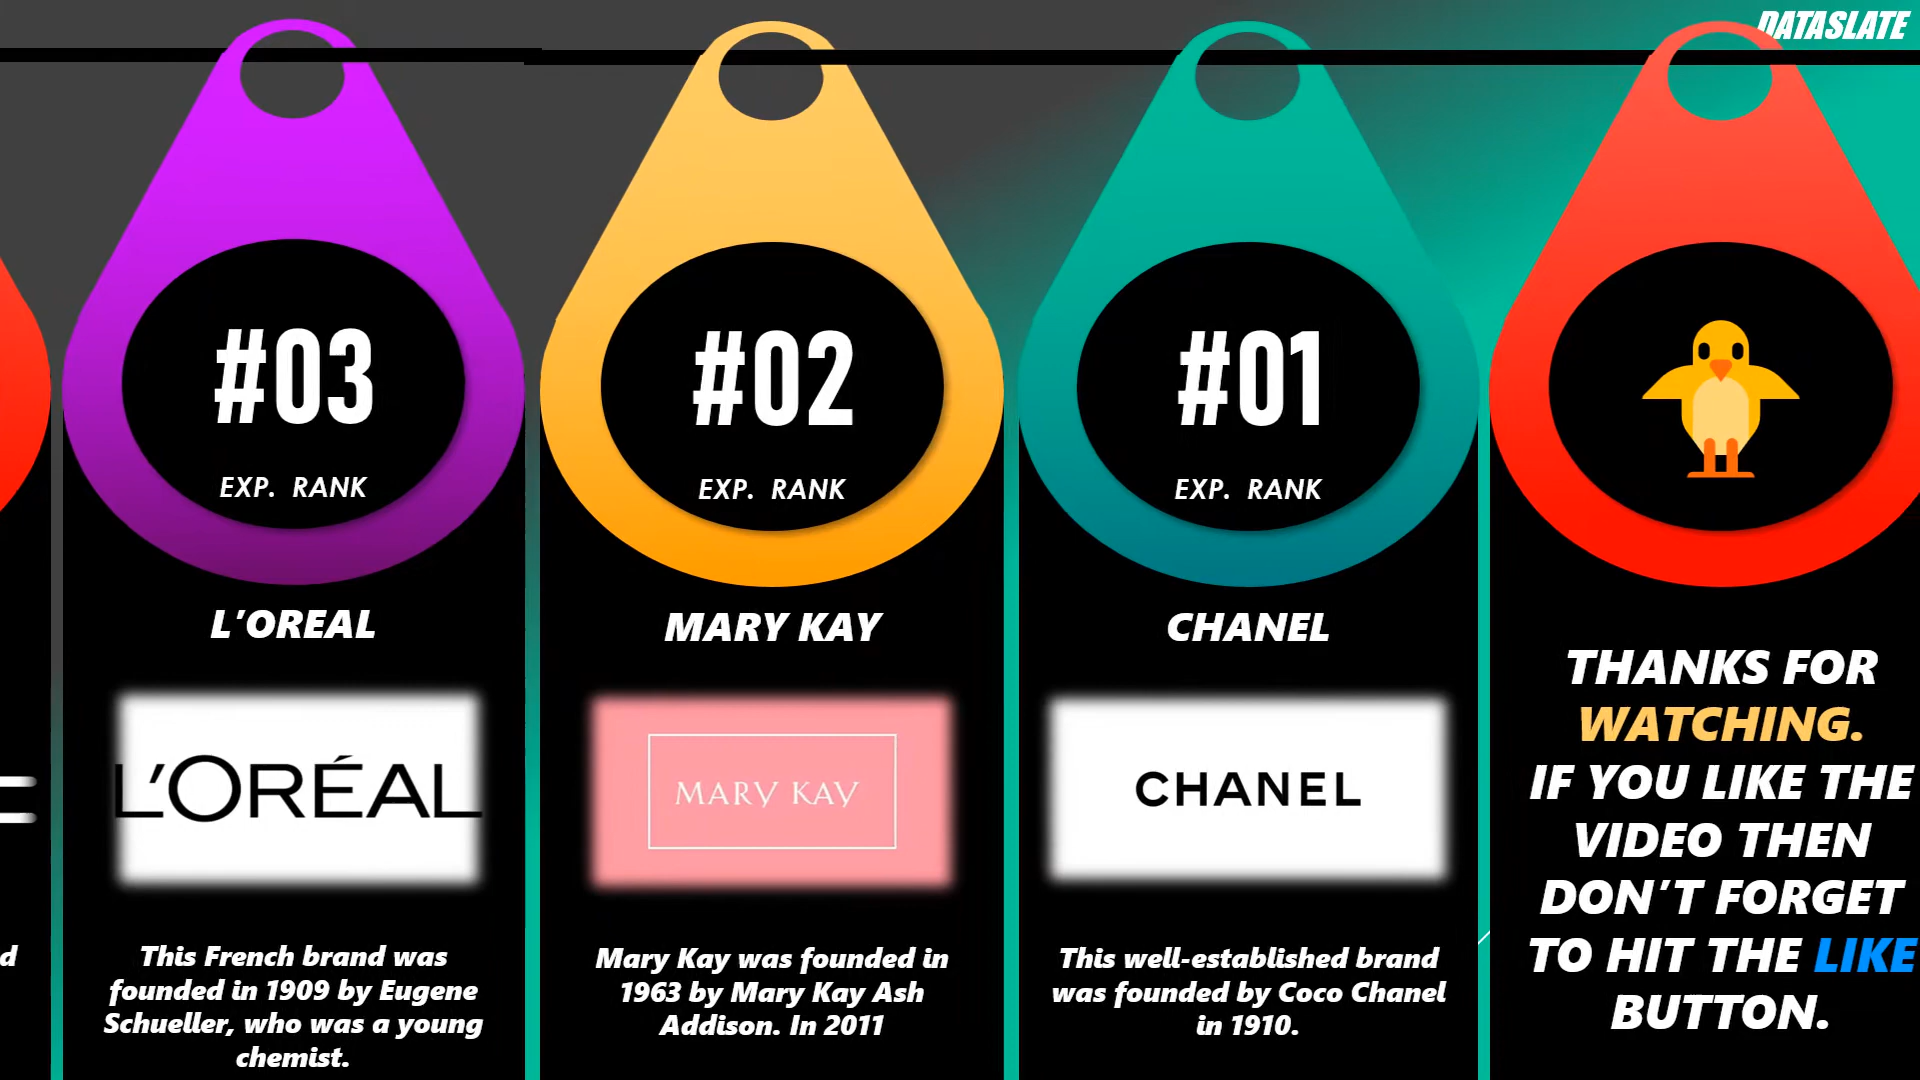 DATASLATE
#03
EXP. RANK
L'OREAL
L'ORÉAL
This French brand was
founded in 1909 by Eugene
Schueller, who was a young
chemist.
#02
EXP. RANK
MARY KAY
MARY KAY
Mary Kay was founded in
1963 by Mary Kay Ash
Addison. In 2011
#01
EXP. RANK
CHANEL
CHANEL
This well-established brand
was founded by Coco Chanel
in 1910.
THANKS FOR
WATCHING.
IF YOU LIKE THE
VIDEO THEN
DON'T FORGET
TO HIT THE LIKE
BUTTON.